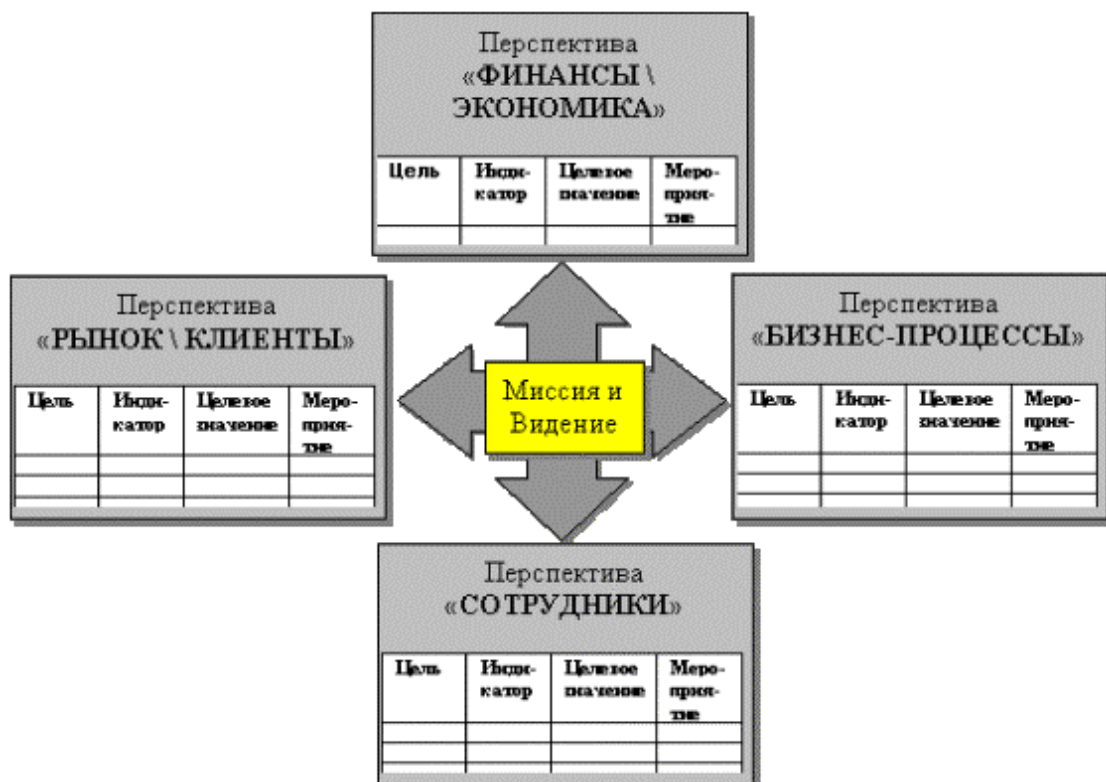 Перспектива
«ФИНАНСЫ \
ЭКОНОМИКА»
Цель Инди- Целевое Меро-
катор значение прия-
тие
Перспектива
«РЫНОК \ КЛИЕНТЫ»
Цель Инди- Целевое Меро-
катор значение прия-
тие
Миссия и
Видение
Перспектива
«БИЗНЕС-ПРОЦЕССЫ»
Цель Инди- Целевое Меро-
катор значение прия-
тие
Перспектива
«СОТРУДНИКИ»
Цель Инди- Целевое Меро-
катор значение прия-
тие